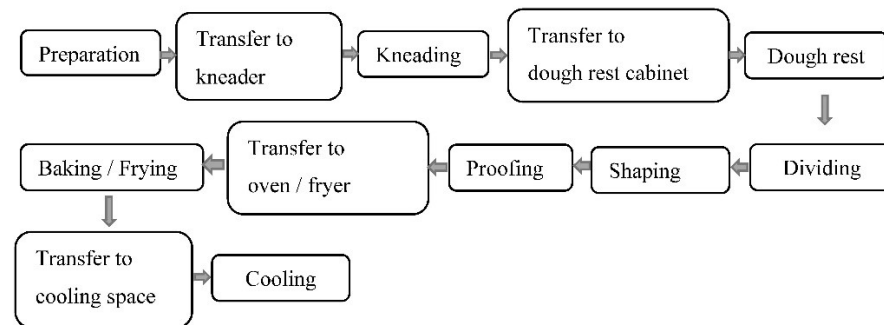 Preparation
Transfer to
kneader
Kneading
Transfer to
dough rest cabinet
Dough rest
Baking / Frying
Transfer to
oven / fryer
Proofing
Shaping
Dividing
Transfer to
cooling space
Cooling